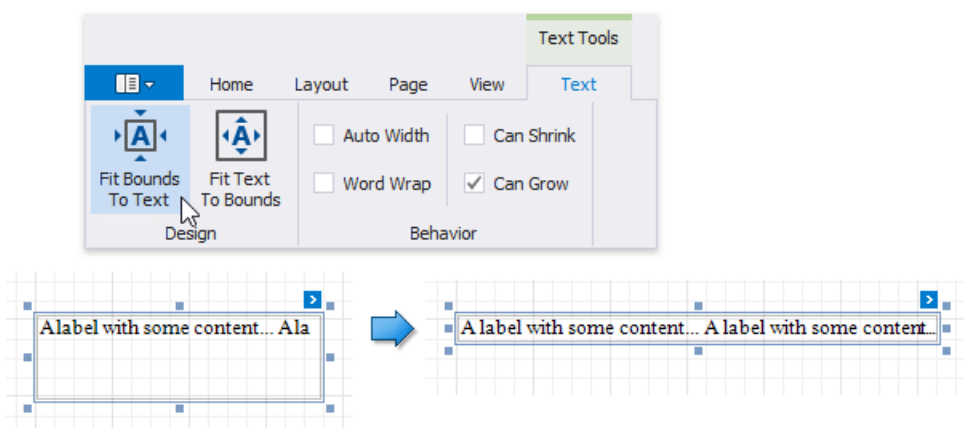 Text Tools
Home Layout Page View Text
Auto Width Can Shrink
Fit Bounds To Text
Fit Text To Bounds
Word Wrap Can Grow
Design Behavior
A label with some content... A la
A label with some content... A label with some content...